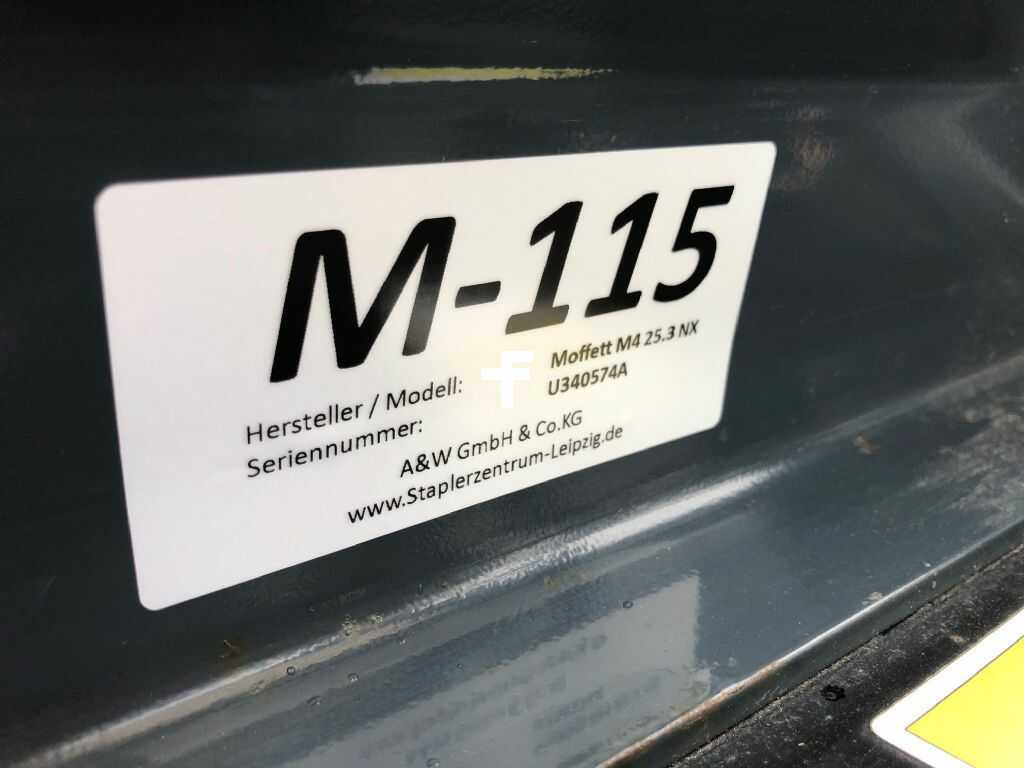 M-115
Hersteller / Modell: Moffett M4 25.3 NX
Seriennummer: U340574A
A&W GmbH & Co.KG
www.Staplerzentrum-Leipzig.de